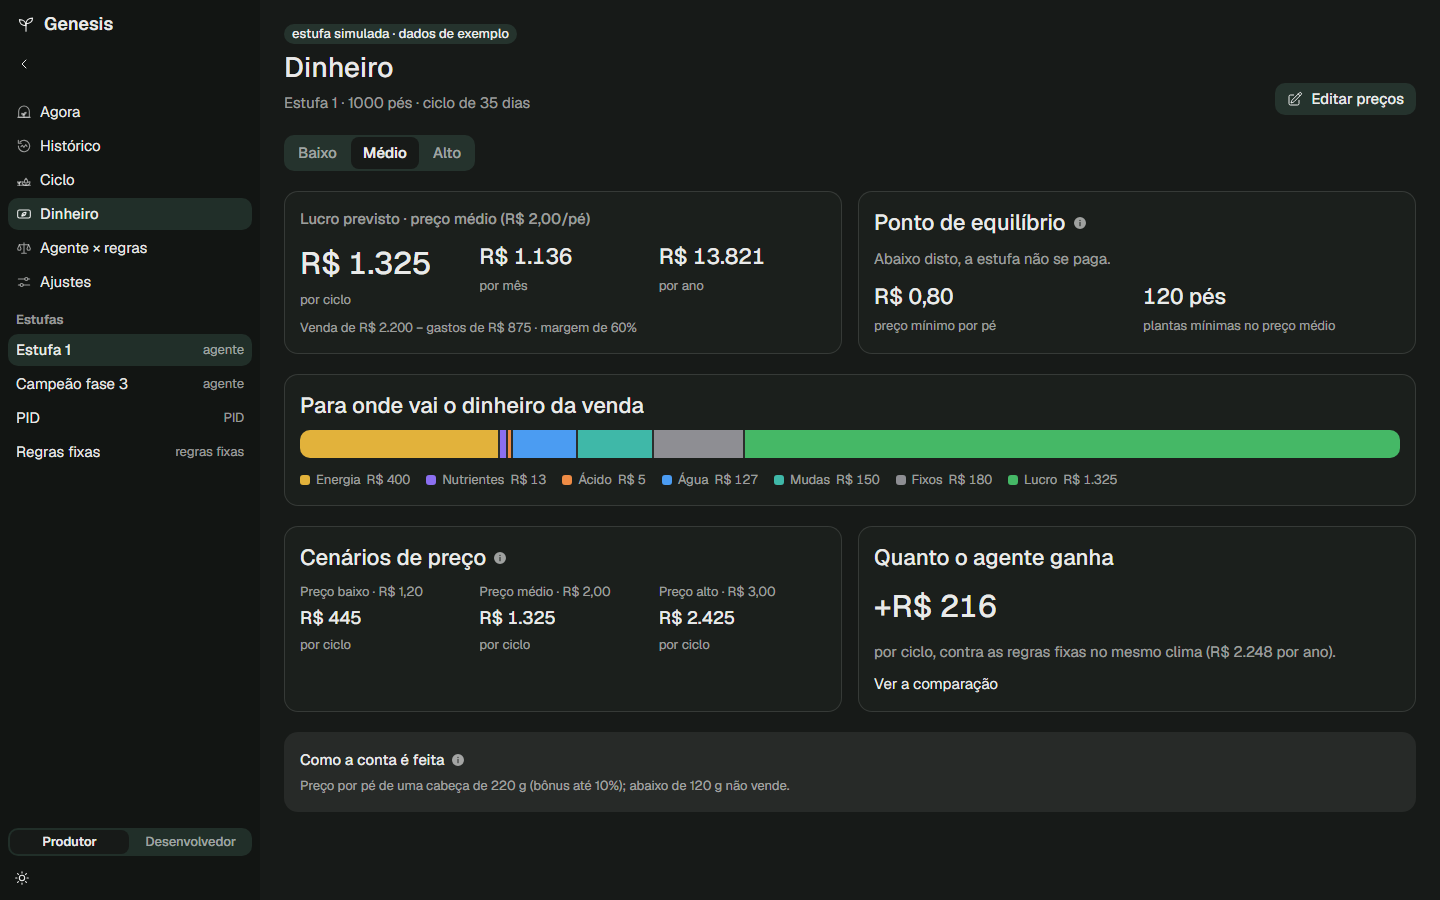 Genesis
Agora
Histórico
Ciclo
Dinheiro
Agente × regras
Ajustes
Estufas
Estufa 1 agente
Campeão fase 3 agente
PID PID
Regras fixas regras fixas
Produtor Desenvolvedor
estufa simulada · dados de exemplo
Dinheiro
Estufa 1 · 1000 pés · ciclo de 35 dias
Editar preços
Baixo Médio Alto
Lucro previsto · preço médio (R$ 2,00/pé)
R$ 1.325 R$ 1.136 R$ 13.821
por ciclo por mês por ano
Venda de R$ 2.200 − gastos de R$ 875 · margem de 60%
Ponto de equilíbrio
Abaixo disto, a estufa não se paga.
R$ 0,80 120 pés
preço mínimo por pé plantas mínimas no preço médio
Para onde vai o dinheiro da venda
Energia R$ 400 Nutrientes R$ 13 Ácido R$ 5 Água R$ 127 Mudas R$ 150 Fixos R$ 180 Lucro R$ 1.325
Cenários de preço
Preço baixo · R$ 1,20 Preço médio · R$ 2,00 Preço alto · R$ 3,00
R$ 445 R$ 1.325 R$ 2.425
por ciclo por ciclo por ciclo
Quanto o agente ganha
+R$ 216
por ciclo, contra as regras fixas no mesmo clima (R$ 2.248 por ano).
Ver a comparação
Como a conta é feita
Preço por pé de uma cabeça de 220 g (bônus até 10%); abaixo de 120 g não vende.